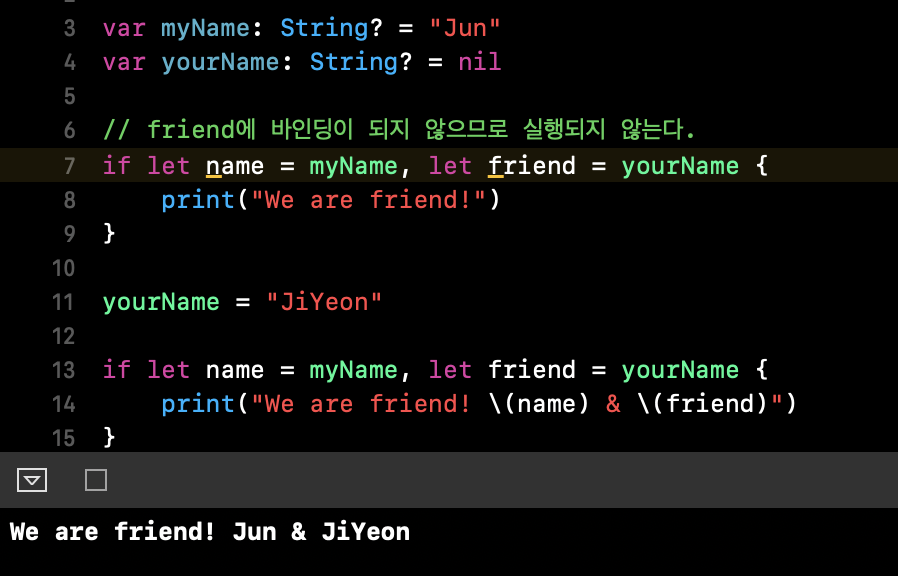 3 var myName: String? = "Jun"
4 var yourName: String? = nil
5
6 // friend에 바인딩이 되지 않으므로 실행되지 않는다.
7 if let name = myName, let friend = yourName {
8     print("We are friend!")
9 }
10
11 yourName = "JiYeon"
12
13 if let name = myName, let friend = yourName {
14     print("We are friend! \(name) & \(friend)")
15 }
We are friend! Jun & JiYeon